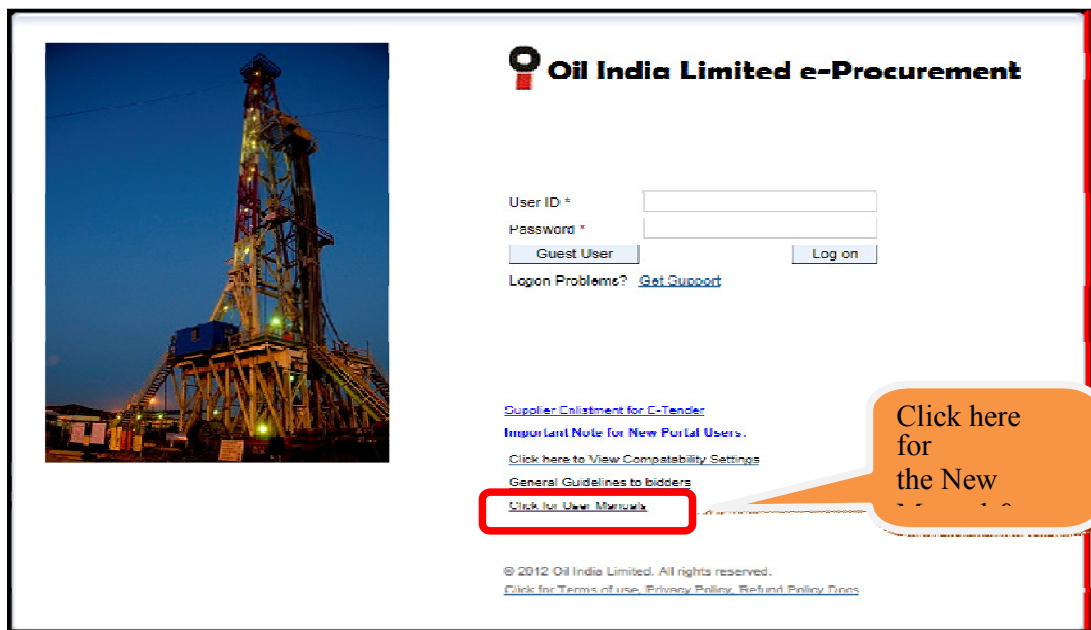 Oil India Limited e-Procurement
User ID *
Password *
Guest User
Log on
Logon Problems? Get Support
Supplier Enlistment for E-Tender
Important Note for New Portal Users.
Click here to View Compatability Settings
General Guidelines to bidders
Click for User Manuals
Click here
for
the New
© 2012 Oil India Limited. All rights reserved.
Click for Terms of use, Privacy Policy, Refund Policy Docs